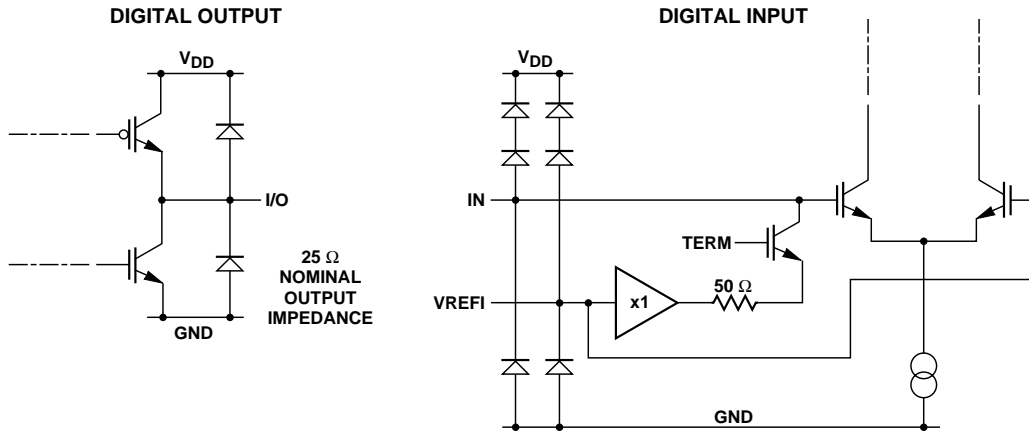 DIGITAL OUTPUT
VDD
I/O
25 Ω
NOMINAL
OUTPUT
IMPEDANCE
GND
DIGITAL INPUT
VDD
IN
TERM
VREFI
x1
50 Ω
GND